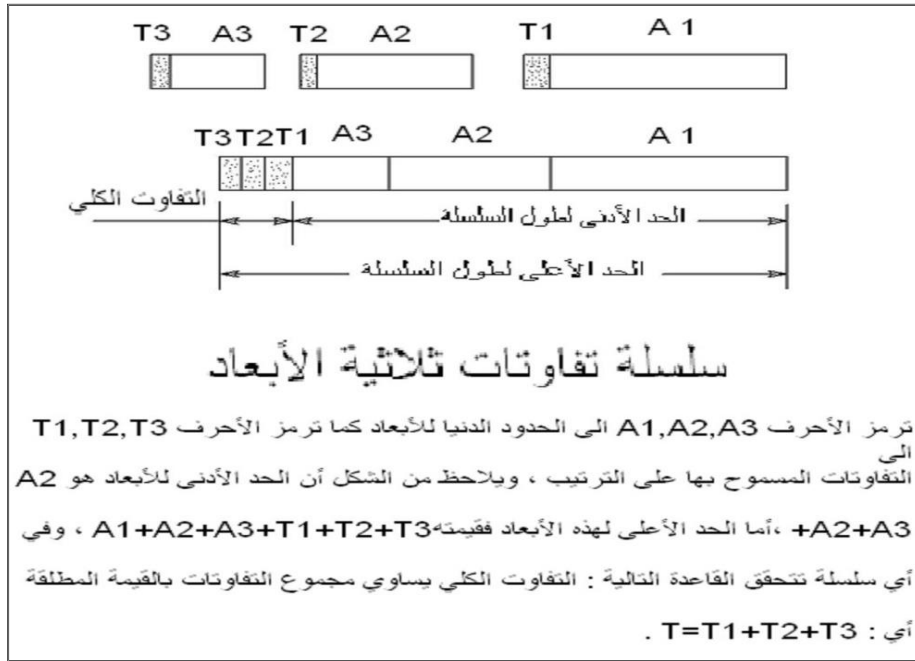 T3 A3 T2 A2 T1 A 1
T3T2T1 A3 A2 A 1
التفاوت الكلي
الحد الأدنى لطول السلسلة
الحد الأعلى لطول السلسلة
سلسلة تفاوتات ثلاثية الأبعاد
ترمز الأحرف A1,A2,A3 الى الحدود الدنيا للأبعاد كما ترمز الأحرف T1,T2,T3
الى
التفاوتات المسموح بها على الترتيب ، ويلاحظ من الشكل أن الحد الأدنى للأبعاد هو A2
+A2+A3 ،أما الحد الأعلى لهذه الأبعاد فقيمته A1+A2+A3+T1+T2+T3 ، وفي
أي سلسلة تتحقق القاعدة التالية : التفاوت الكلي يساوي مجموع التفاوتات بالقيمة المطلقة
أي : T=T1+T2+T3 .